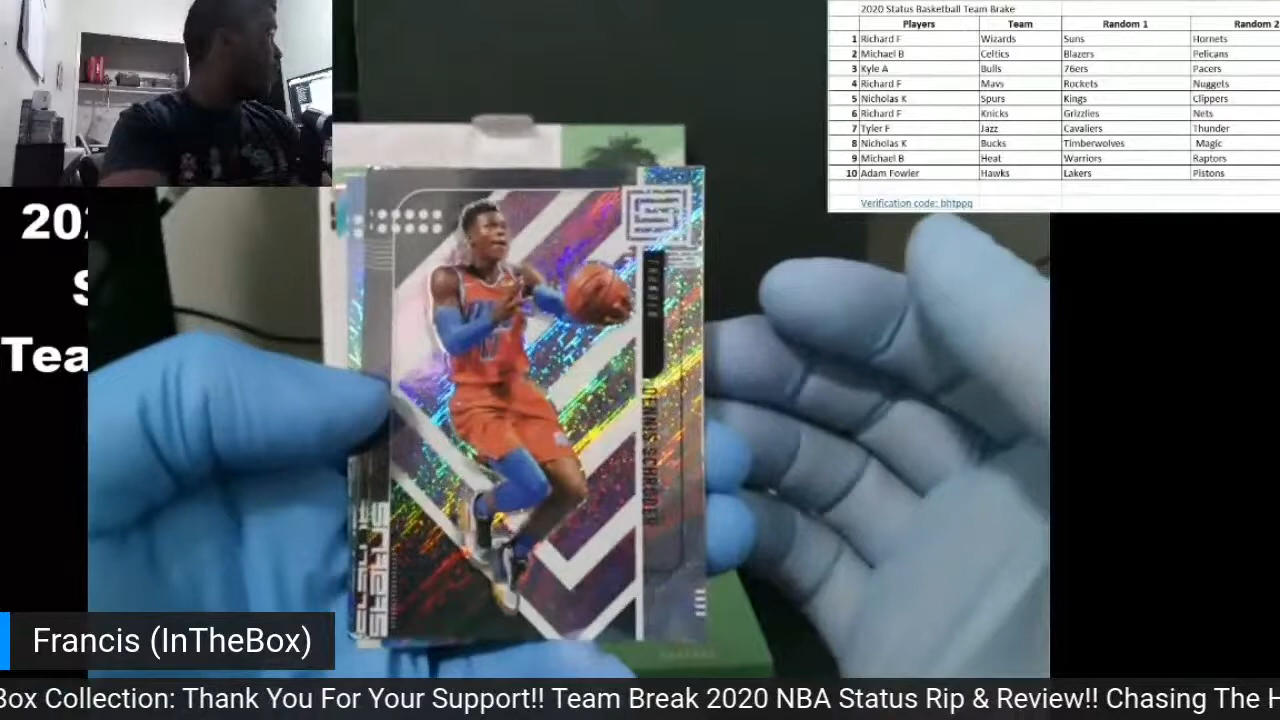 2020 Status Basketball Team Brake
Players Team Random 1 Random 2
1 Richard F Wizards Suns Hornets
2 Michael B Celtics Blazers Pelicans
3 Kyle A Bulls 76ers Pacers
4 Richard F Mavs Rockets Nuggets
5 Nicholas K Spurs Kings Clippers
6 Richard F Knicks Grizzlies Nets
7 Tyler F Jazz Cavaliers Thunder
8 Nicholas K Bucks Timberwolves Magic
9 Michael B Heat Warriors Raptors
10 Adam Fowler Hawks Lakers Pistons
Verification code: bhtppq
202
S
Tea
THUNDER
DENNIS SCHRODER
STATUS
Francis (InTheBox)
Box Collection: Thank You For Your Support!! Team Break 2020 NBA Status Rip & Review!! Chasing The H